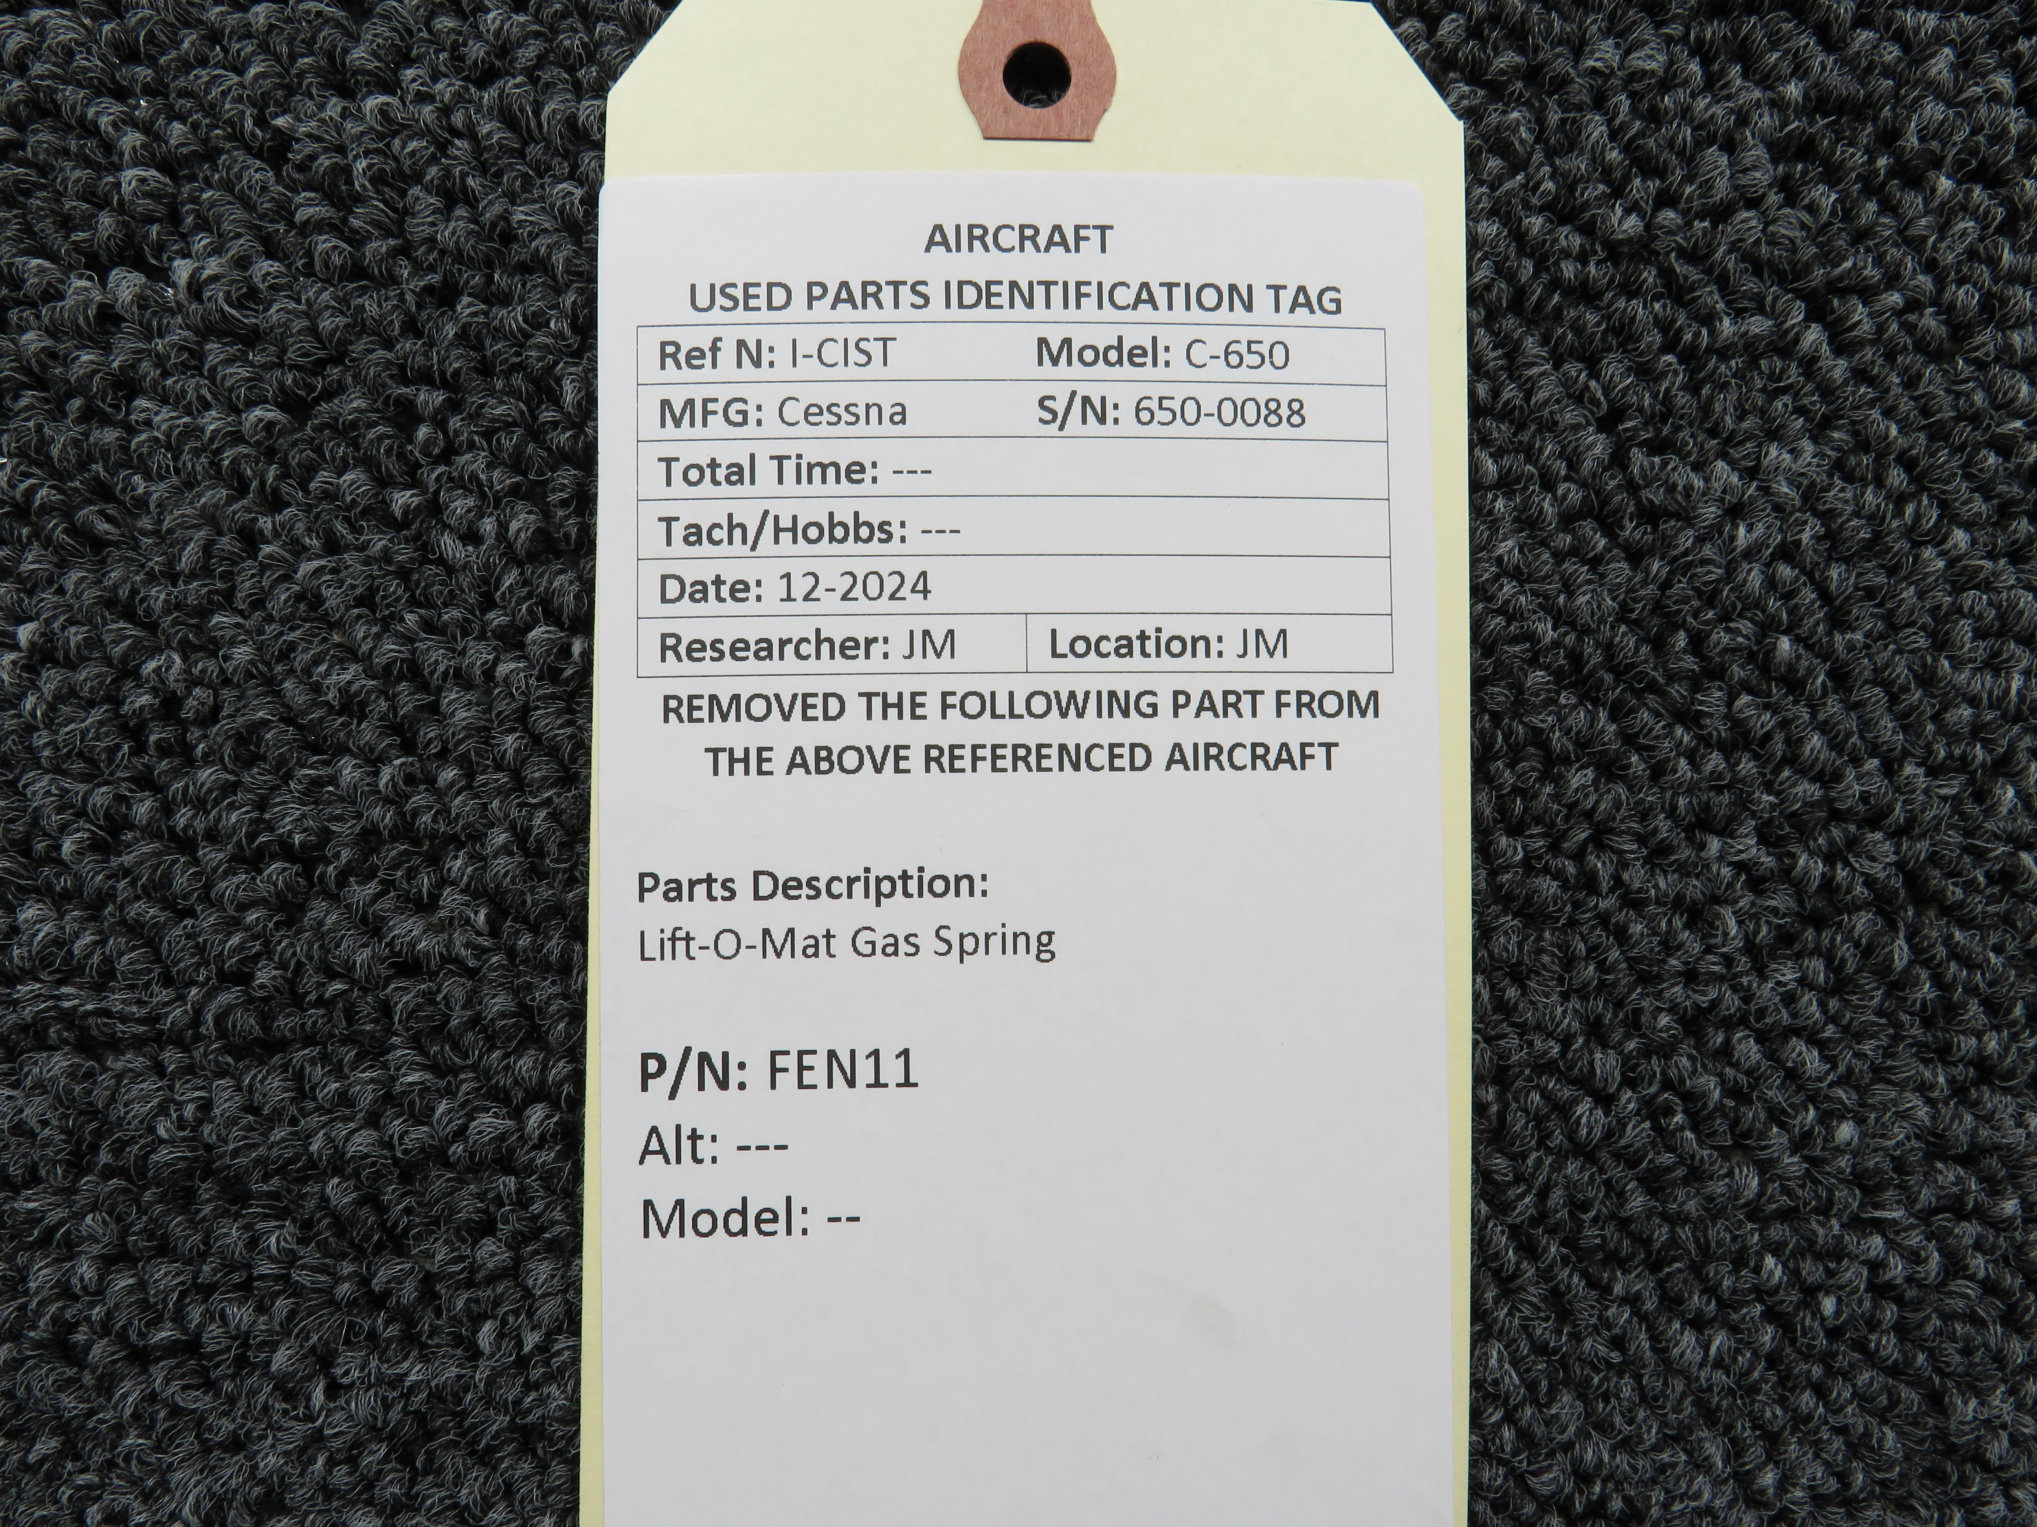 AIRCRAFT
USED PARTS IDENTIFICATION TAG
Ref N: I-CIST Model: C-650
MFG: Cessna S/N: 650-0088
Total Time: ---
Tach/Hobbs: ---
Date: 12-2024
Researcher: JM Location: JM
REMOVED THE FOLLOWING PART FROM
THE ABOVE REFERENCED AIRCRAFT
Parts Description:
Lift-O-Mat Gas Spring
P/N: FEN11
Alt: ---
Model: --